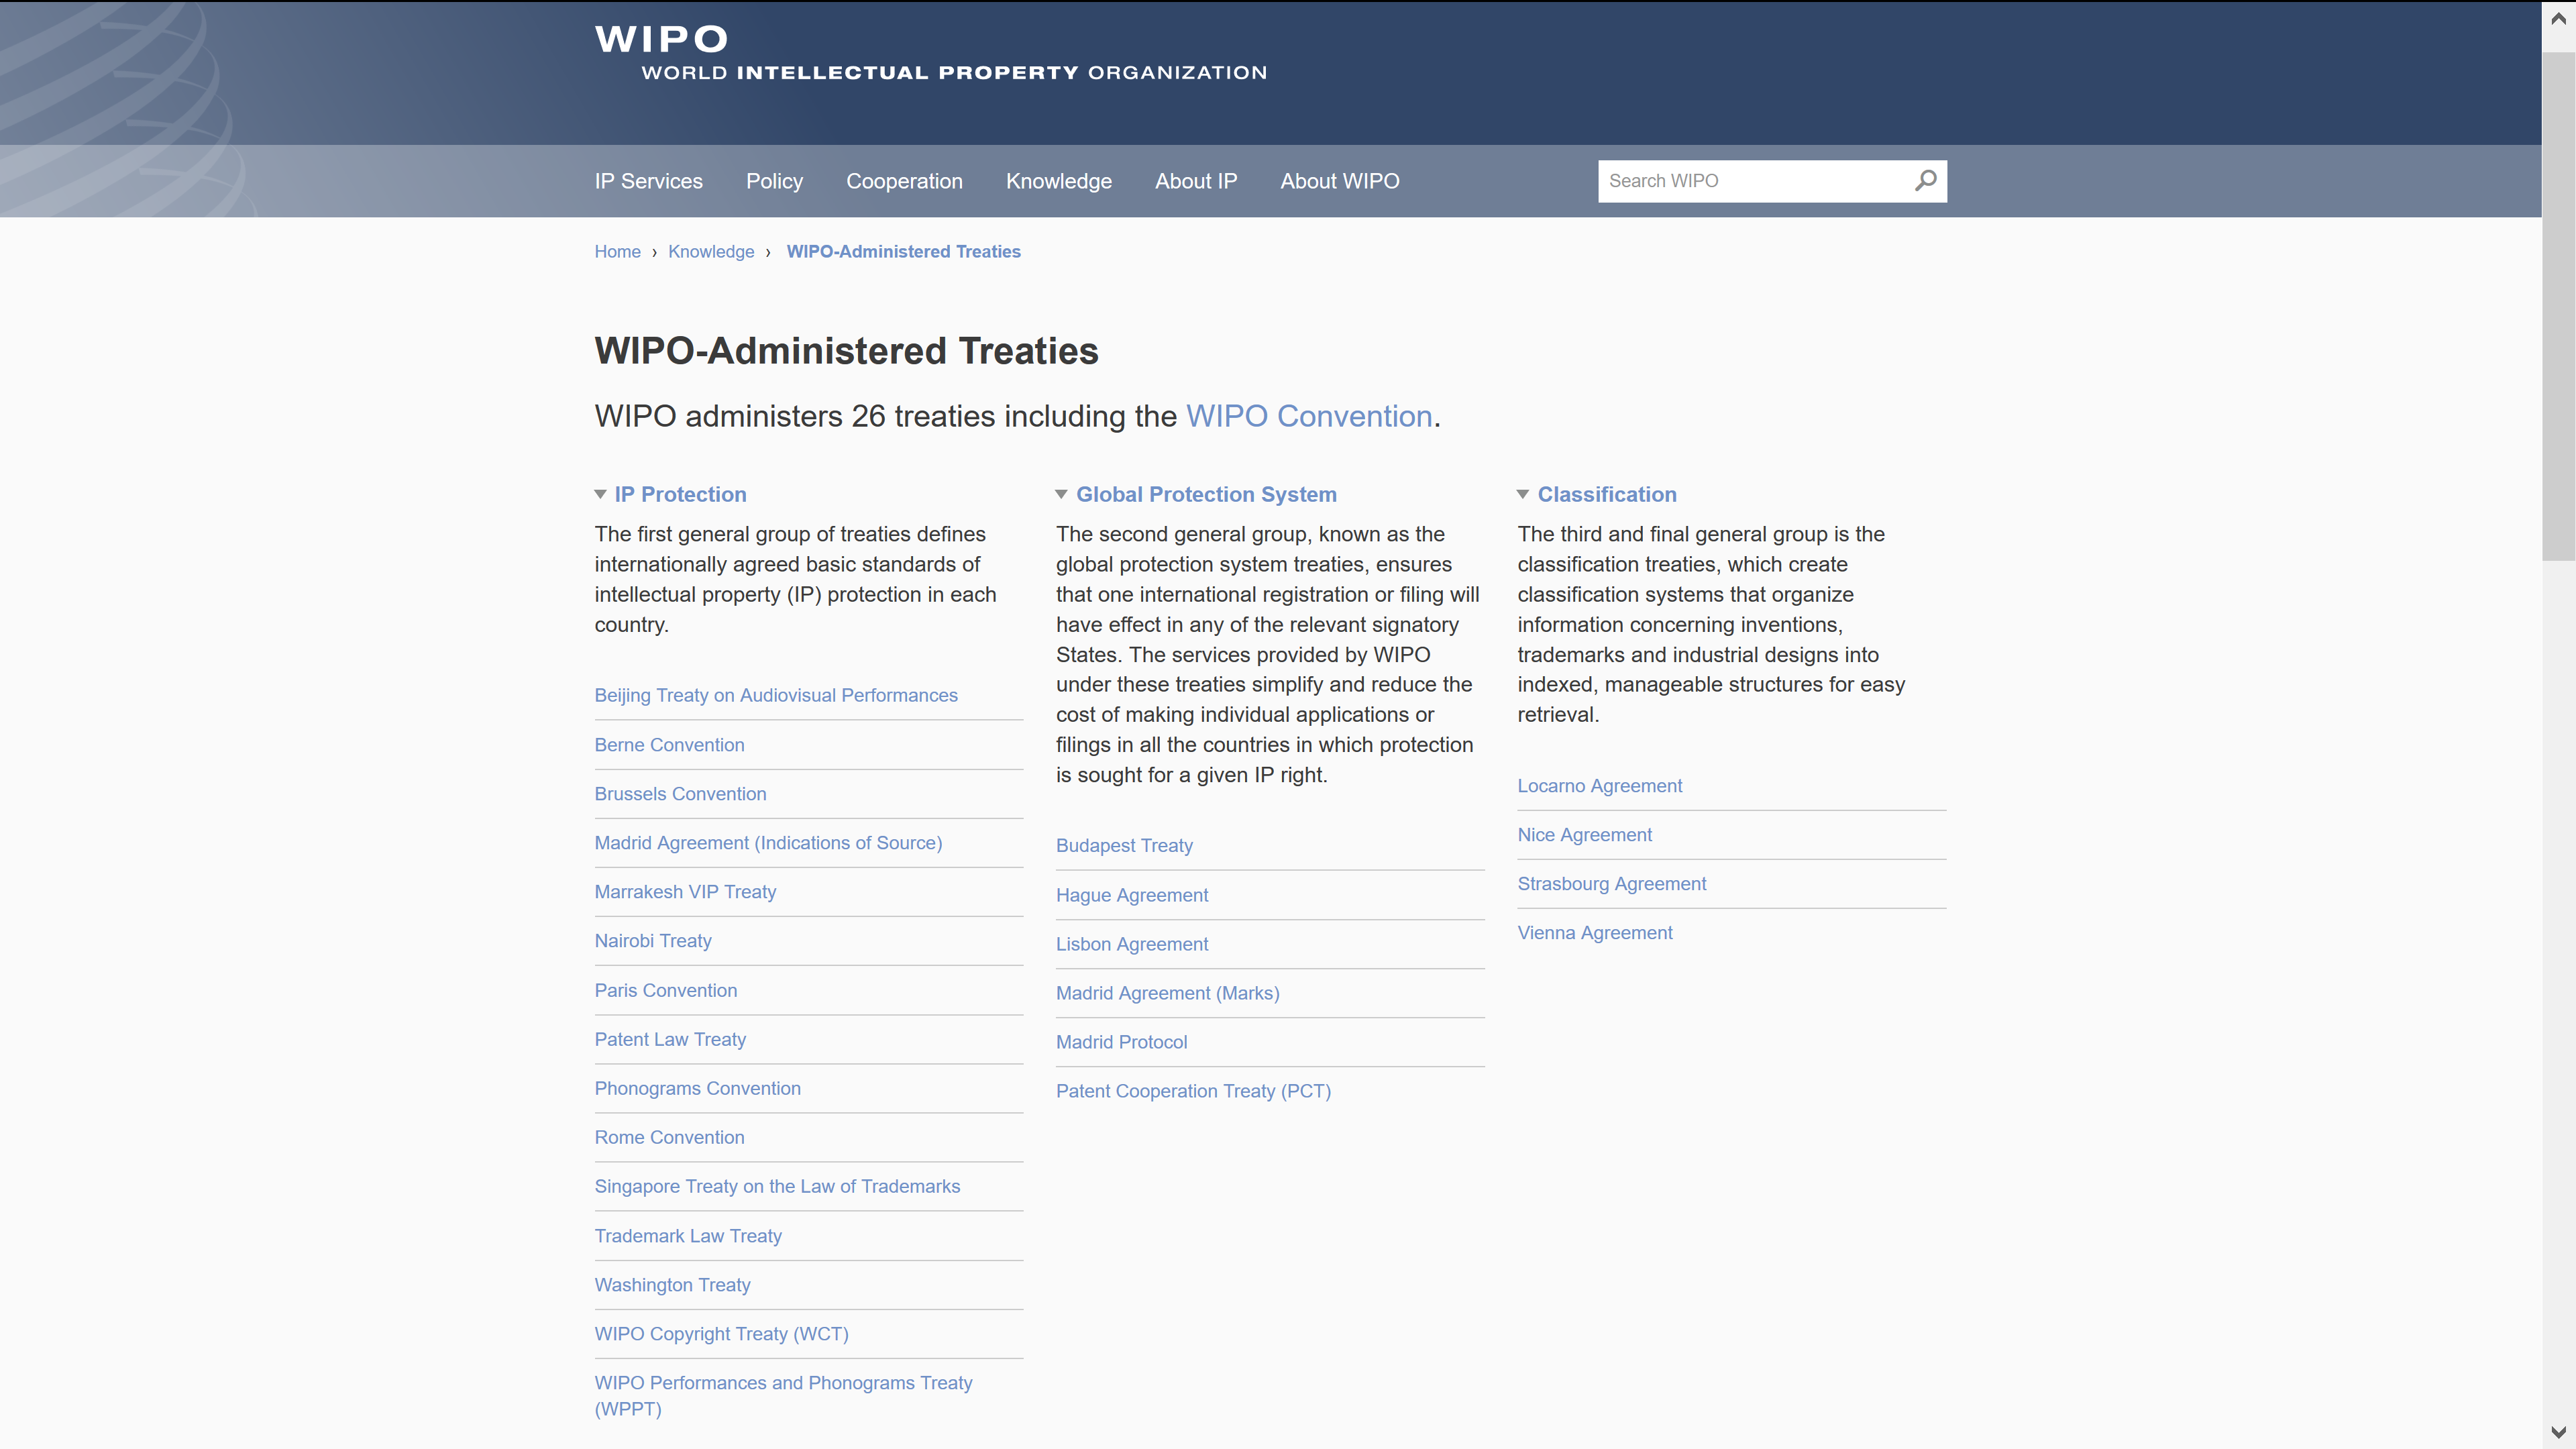 WIPO
WORLD INTELLECTUAL PROPERTY ORGANIZATION
IP Services
Policy
Cooperation
Knowledge
About IP
About WIPO
Search WIPO
Home › Knowledge › WIPO-Administered Treaties
WIPO-Administered Treaties
WIPO administers 26 treaties including the WIPO Convention.
IP Protection
The first general group of treaties defines
internationally agreed basic standards of
intellectual property (IP) protection in each
country.
Beijing Treaty on Audiovisual Performances
Berne Convention
Brussels Convention
Madrid Agreement (Indications of Source)
Marrakesh VIP Treaty
Nairobi Treaty
Paris Convention
Patent Law Treaty
Phonograms Convention
Rome Convention
Singapore Treaty on the Law of Trademarks
Trademark Law Treaty
Washington Treaty
WIPO Copyright Treaty (WCT)
WIPO Performances and Phonograms Treaty
(WPPT)
Global Protection System
The second general group, known as the
global protection system treaties, ensures
that one international registration or filing will
have effect in any of the relevant signatory
States. The services provided by WIPO
under these treaties simplify and reduce the
cost of making individual applications or
filings in all the countries in which protection
is sought for a given IP right.
Budapest Treaty
Hague Agreement
Lisbon Agreement
Madrid Agreement (Marks)
Madrid Protocol
Patent Cooperation Treaty (PCT)
Classification
The third and final general group is the
classification treaties, which create
classification systems that organize
information concerning inventions,
trademarks and industrial designs into
indexed, manageable structures for easy
retrieval.
Locarno Agreement
Nice Agreement
Strasbourg Agreement
Vienna Agreement